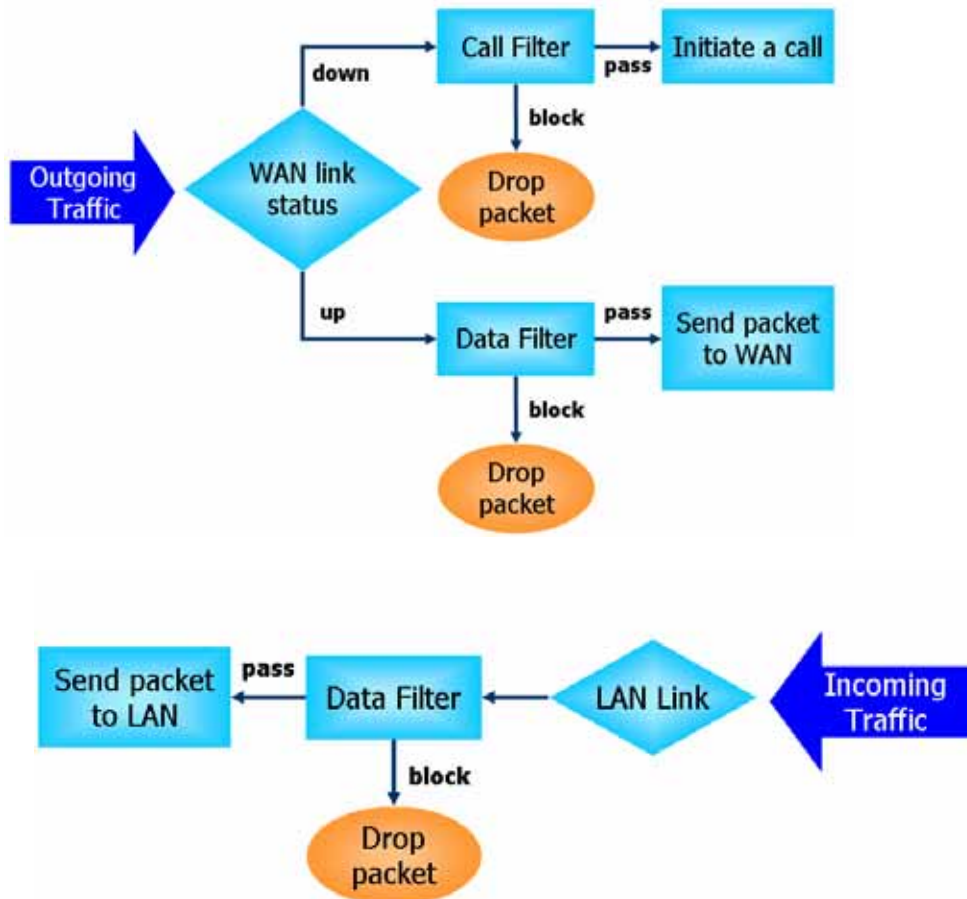 Call Filter
pass
Initiate a call
down
block
Outgoing
Traffic
WAN link
status
Drop
packet
up
Data Filter
pass
Send packet
to WAN
block
Drop
packet
Send packet
to LAN
pass
Data Filter
LAN Link
Incoming
Traffic
block
Drop
packet